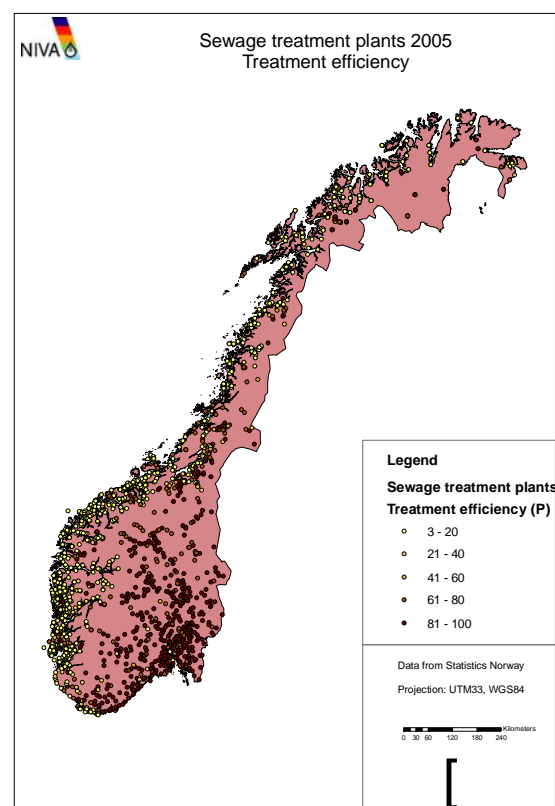 NIVA
Sewage treatment plants 2005
Treatment efficiency
Legend
Sewage treatment plants
Treatment efficiency (P)
3 - 20
21 - 40
41 - 60
61 - 80
81 - 100
Data from Statistics Norway
Projection: UTM33, WGS84
Kilometers
0 30 60 120 180 240